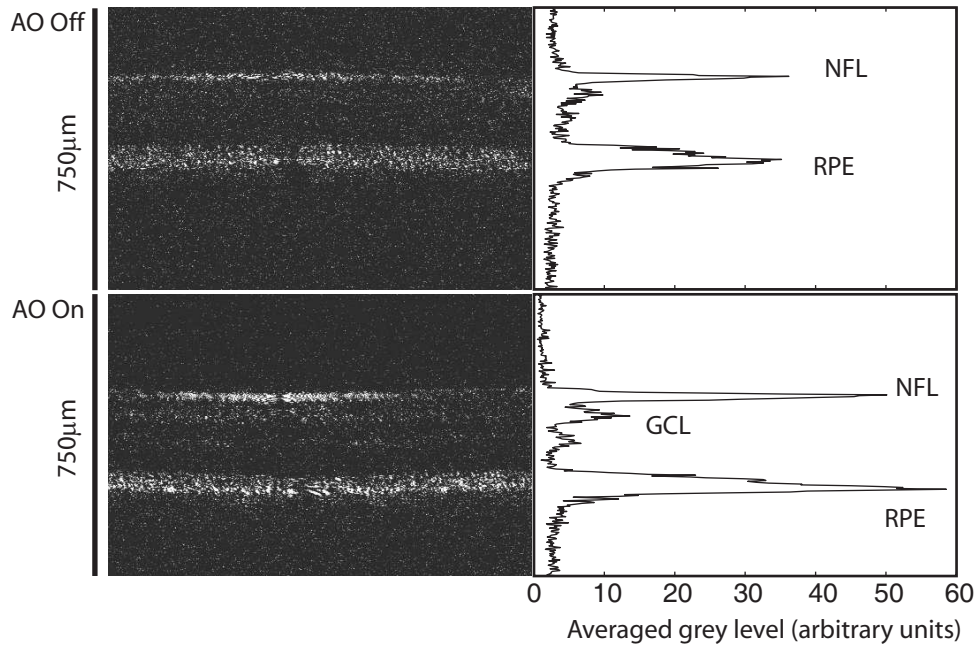 AO Off
750μm
NFL
RPE
AO On
750μm
NFL
GCL
RPE
0 10 20 30 40 50 60
Averaged grey level (arbitrary units)